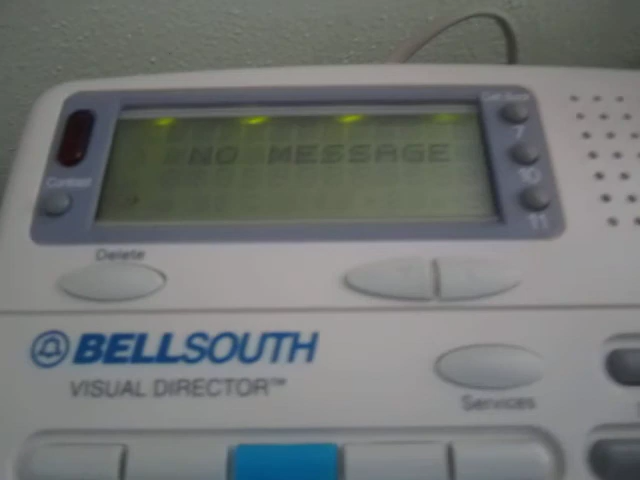 NO MESSAGE
7
10
11
Contrast
Delete
BELLSOUTH
VISUAL DIRECTOR™
Services